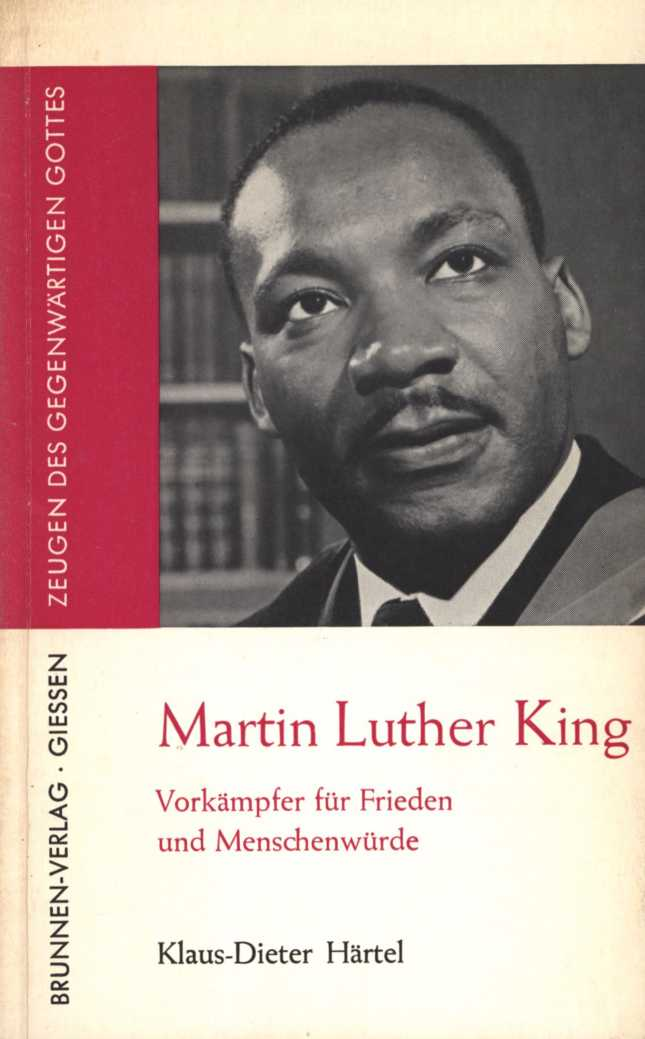 ZEUGEN DES GEGENWÄRTIGEN GOTTES
Martin Luther King
Vorkämpfer für Frieden
und Menschenwürde
Klaus-Dieter Härtel
BRUNNEN-VERLAG · GIESSEN